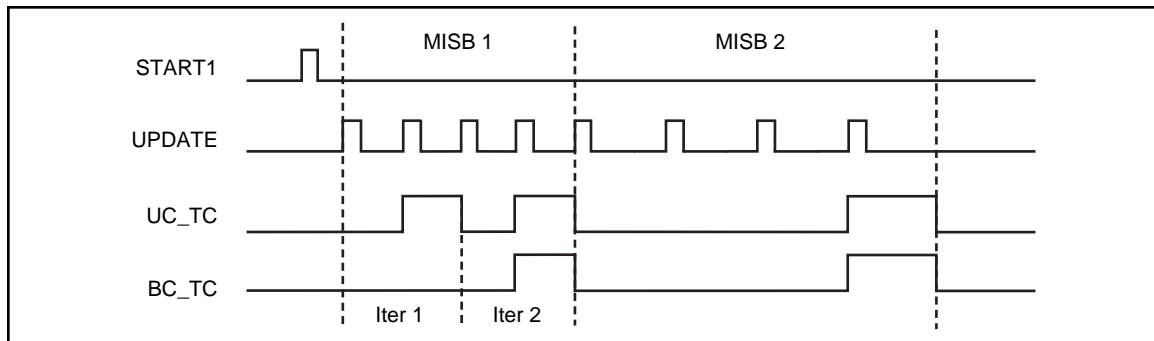 MISB 1 MISB 2
START1
UPDATE
UC_TC
BC_TC
Iter 1 Iter 2